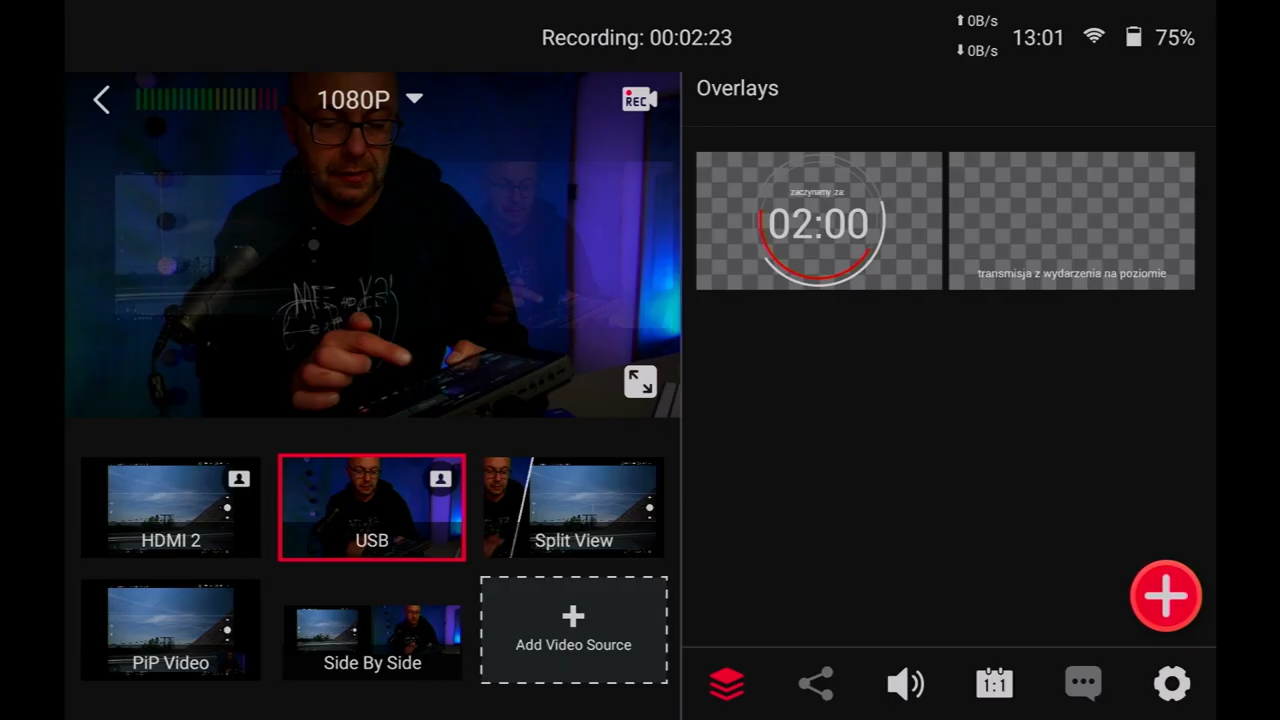 Recording: 00:02:23
0B/s
0B/s
13:01
75%
1080P
REC
Overlays
zaczynamy za:
02:00
transmisja z wydarzenia na poziomie
HDMI 2
USB
Split View
PiP Video
Side By Side
Add Video Source
1:1